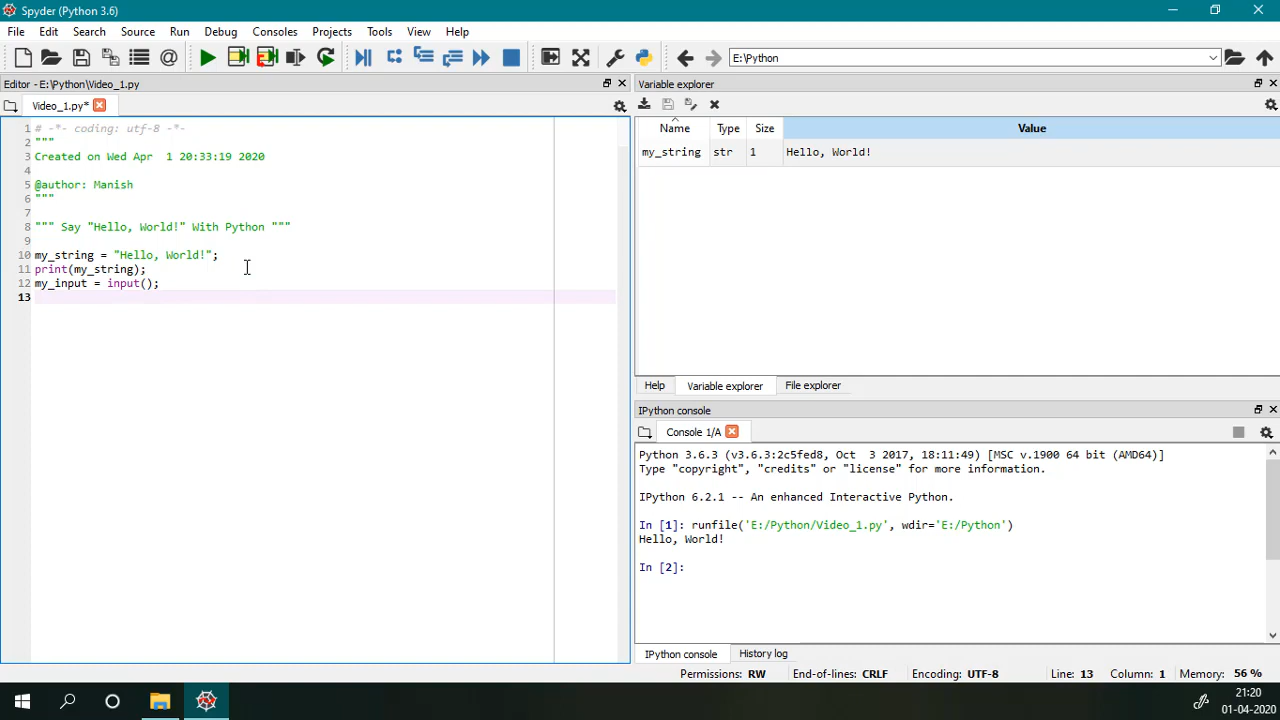 Spyder (Python 3.6)
File Edit Search Source Run Debug Consoles Projects Tools View Help
E:\Python
Editor - E:\Python\Video_1.py
Video_1.py*
1 # -*- coding: utf-8 -*-
2 """
3 Created on Wed Apr  1 20:33:19 2020
4
5 @author: Manish
6 """
7
8 """ Say "Hello, World!" With Python """
9
10 my_string = "Hello, World!";
11 print(my_string);
12 my_input = input();
13
Variable explorer
Name Type Size Value
my_string str 1 Hello, World!
Help Variable explorer File explorer
IPython console
Console 1/A
Python 3.6.3 (v3.6.3:2c5fed8, Oct  3 2017, 18:11:49) [MSC v.1900 64 bit (AMD64)]
Type "copyright", "credits" or "license" for more information.
IPython 6.2.1 -- An enhanced Interactive Python.
In [1]: runfile('E:/Python/Video_1.py', wdir='E:/Python')
Hello, World!
In [2]:
IPython console History log
Permissions: RW End-of-lines: CRLF Encoding: UTF-8 Line: 13 Column: 1 Memory: 56 %
21:20
01-04-2020